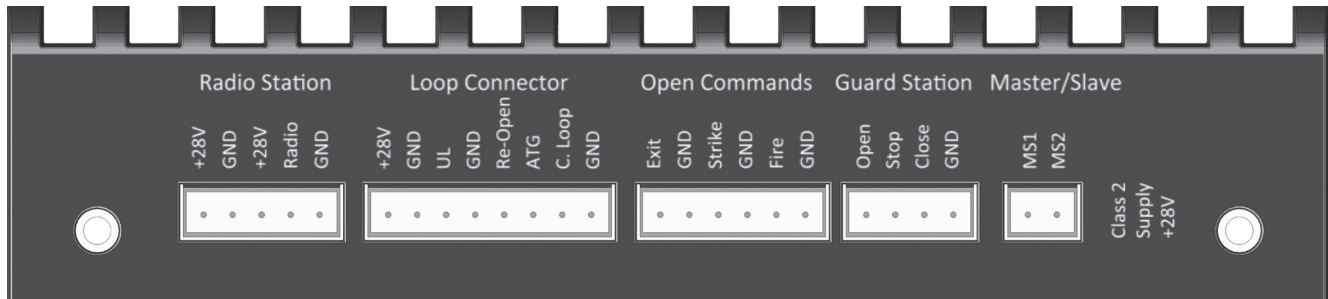 Radio Station
+28V
GND
+28V
Radio
GND
Loop Connector
+28V
GND
UL
GND
Re-Open
ATG
C. Loop
GND
Open Commands
Exit
GND
Strike
GND
Fire
GND
Guard Station
Open
Stop
Close
GND
Master/Slave
MS1
MS2
Class 2
Supply
+28V